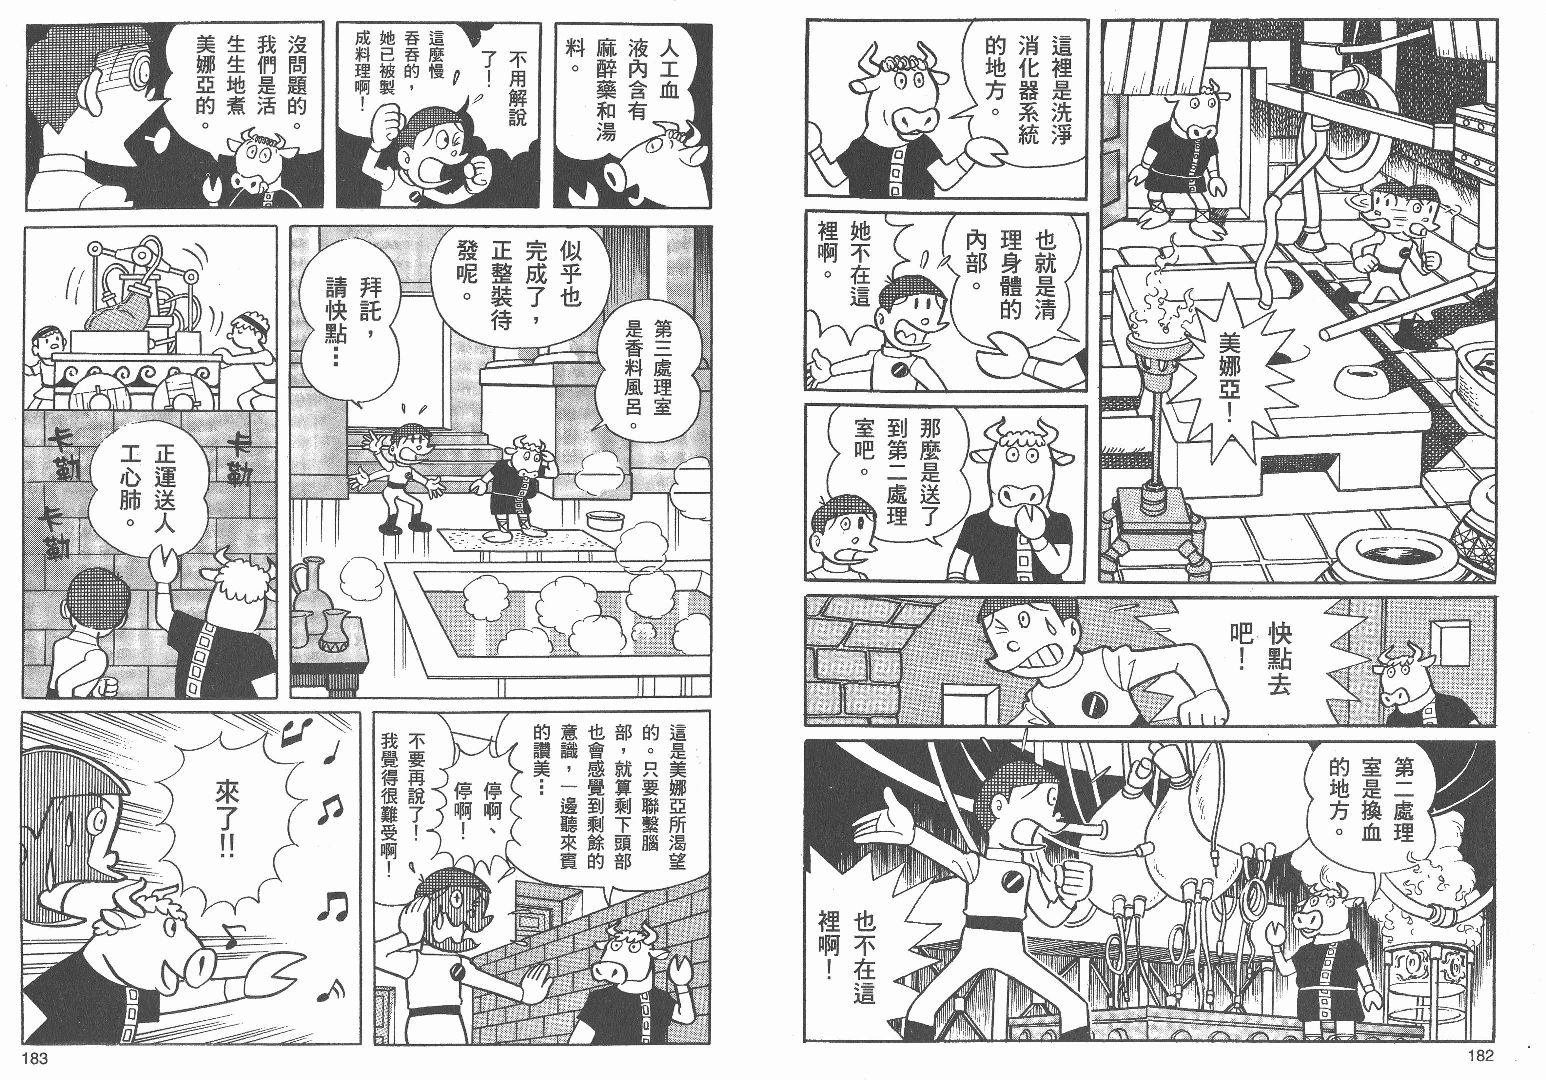 美娜亞!
這裡是洗淨
消化器系統
的地方。
也就是清
理身體的
內部。
她不在這
裡啊。
那麼是送了
到第二處理
室吧。
快點去
吧!
第二處理
室是換血
的地方。
也不在這
裡啊!
182
人工血
液內含有
麻醉藥和湯
料。
不用解說
了!
這麼慢
吞吞的,
她已被製
成料理啊!
沒問題的。
我們是活
生生地煮
美娜亞的。
第三處理室
是香料風呂。
似乎也
完成了,
正整裝待
發呢。
拜託,
請快點⋯
卡勒
卡勒
正運送人
工心肺。
這是美娜亞所渴望
的。只要聯繫腦
部,就算剩下頭部
也會感覺到剩餘的
意識,一邊聽來賓
的讚美⋯
停啊、
停啊!
不要再說了!
我覺得很難受啊!
來了!!
183